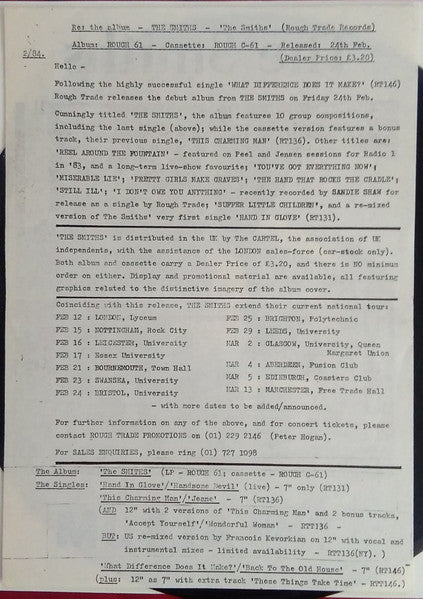 Re: the album - THE SMITHS - 'The Smiths' (Rough Trade Records)
Album: ROUGH 61 - Cassette: ROUGH C-61 - Released: 24th Feb.
2/84.
(Dealer Price: £3.20)
Hello -
Following the highly successful single 'WHAT DIFFERENCE DOES IT MAKE?' (RT146)
Rough Trade releases the debut album from THE SMITHS on Friday 24th Feb.
Cunningly titled 'THE SMITHS', the album features 10 group compositions,
including the last single (above); while the cassette version features a bonus
track, their previous single, 'THIS CHARMING MAN' (RT136). Other titles are:
'REEL AROUND THE FOUNTAIN' - featured on Peel and Jensen sessions for Radio 1
in '83, and a long-term live-show favourite; 'YOU'VE GOT EVERYTHING NOW';
'MISERABLE LIE'; 'PRETTY GIRLS MAKE GRAVES'; 'THE HAND THAT ROCKS THE CRADLE';
'STILL ILL'; 'I DON'T OWE YOU ANYTHING' - recently recorded by SANDIE SHAW for
release as a single by Rough Trade; 'SUFFER LITTLE CHILDREN', and a re-mixed
version of The Smiths' very first single 'HAND IN GLOVE' (RT131).
'THE SMITHS' is distributed in the UK by The CARTEL, the association of UK
independents, with the assistance of the LONDON sales-force (car-stock only).
Both album and cassette carry a Dealer Price of £3.20, and there is NO minimum
order on either. Display and promotional material are available, all featuring
graphics related to the distinctive imagery of the album cover.
Coinciding with this release, THE SMITHS extend their current national tour:
FEB 12 : LONDON, Lyceum
FEB 15 : NOTTINGHAM, Rock City
FEB 16 : LEICESTER, University
FEB 17 : Essex University
FEB 21 : BOURNEMOUTH, Town Hall
FEB 23 : SWANSEA, University
FEB 24 : BRISTOL, University
FEB 25 : BRIGHTON, Polytechnic
FEB 29 : LEEDS, University
MAR 2 : GLASGOW, University, Queen
Margaret Union
MAR 4 : ABERDEEN, Fusion Club
MAR 5 : EDINBURGH, Coasters Club
MAR 13 : MANCHESTER, Free Trade Hall
- with more dates to be added/announced.
For further information on any of the above, and for concert tickets, please
contact ROUGH TRADE PROMOTIONS on (01) 229 2146 (Peter Hogan).
For SALES ENQUIRIES, please ring (01) 727 1098
The Album: 'The SMITHS' (LP - ROUGH 61; cassette - ROUGH C-61)
The Singles: 'Hand In Glove'/'Handsome Devil' (live) - 7" only (RT131)
'This Charming Man'/'Jeane' - 7" (RT136)
(AND 12" with 2 versions of 'This Charming Man' and 2 bonus tracks,
'Accept Yourself'/'Wonderful Woman' - RTT136 -
BUT: US re-mixed version by Francois Kevorkian on 12" with vocal and
instrumental mixes - limited availability - RTT136(NY). )
'What Difference Does It Make?'/'Back To The Old House' - 7" (RT146)
(plus: 12" as 7" with extra track 'These Things Take Time' - RTT146.)